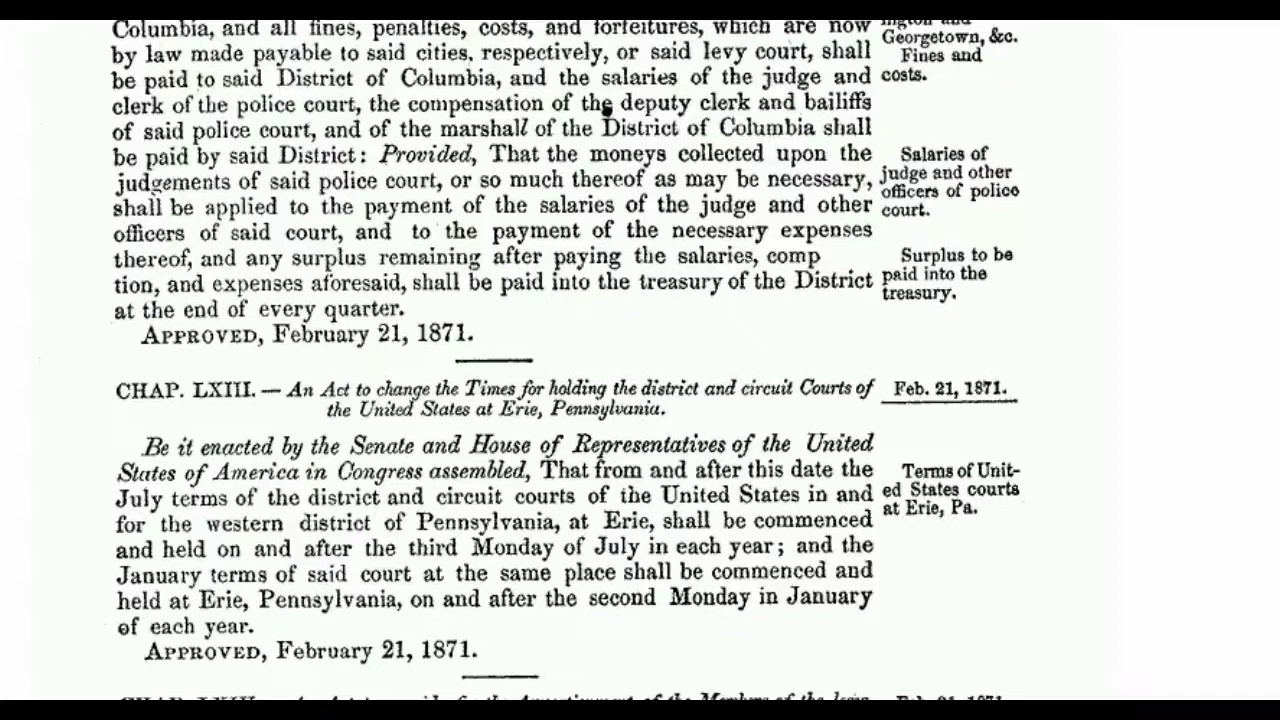 Columbia, and all fines, penalties, costs, and forfeitures, which are now
by law made payable to said cities, respectively, or said levy court, shall
be paid to said District of Columbia, and the salaries of the judge and
clerk of the police court, the compensation of the deputy clerk and bailiffs
of said police court, and of the marshall of the District of Columbia shall
be paid by said District: Provided, That the moneys collected upon the
judgements of said police court, or so much thereof as may be necessary,
shall be applied to the payment of the salaries of the judge and other
officers of said court, and to the payment of the necessary expenses
thereof, and any surplus remaining after paying the salaries, comp
tion, and expenses aforesaid, shall be paid into the treasury of the District
at the end of every quarter.
APPROVED, February 21, 1871.
ington and
Georgetown, &c.
Fines and
costs.
Salaries of
judge and other
officers of police
court.
Surplus to be
paid into the
treasury.
CHAP. LXIII. — An Act to change the Times for holding the district and circuit Courts of
the United States at Erie, Pennsylvania.
Feb. 21, 1871.
Be it enacted by the Senate and House of Representatives of the United
States of America in Congress assembled, That from and after this date the
July terms of the district and circuit courts of the United States in and
for the western district of Pennsylvania, at Erie, shall be commenced
and held on and after the third Monday of July in each year; and the
January terms of said court at the same place shall be commenced and
held at Erie, Pennsylvania, on and after the second Monday in January
of each year.
APPROVED, February 21, 1871.
Terms of Unit-
ed States courts
at Erie, Pa.